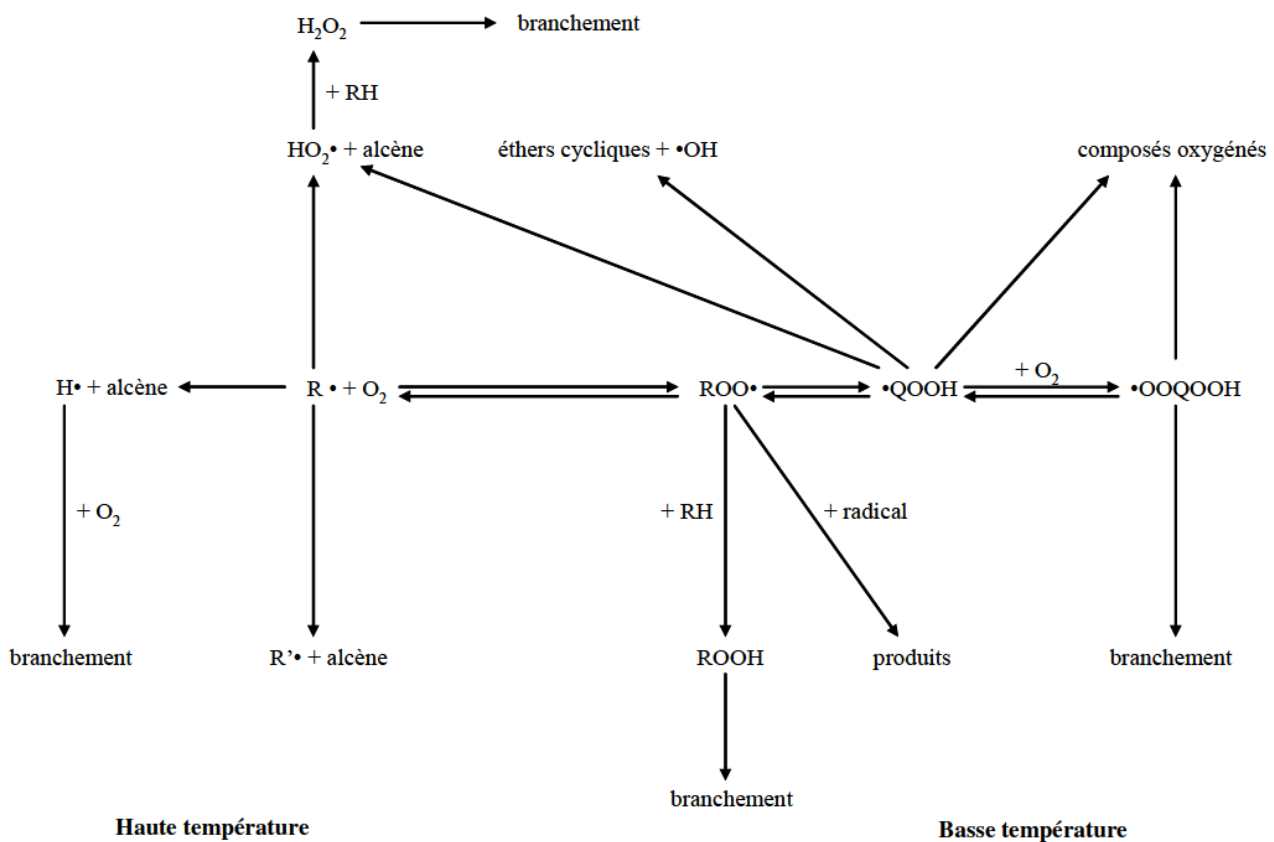 H₂O₂ branchement
+ RH
HO₂• + alcène éthers cycliques + •OH composés oxygénés
H• + alcène R • + O₂ ROO• •QOOH + O₂ •OOQOOH
+ O₂ + RH + radical
branchement R’• + alcène ROOH produits branchement
branchement
Haute température Basse température